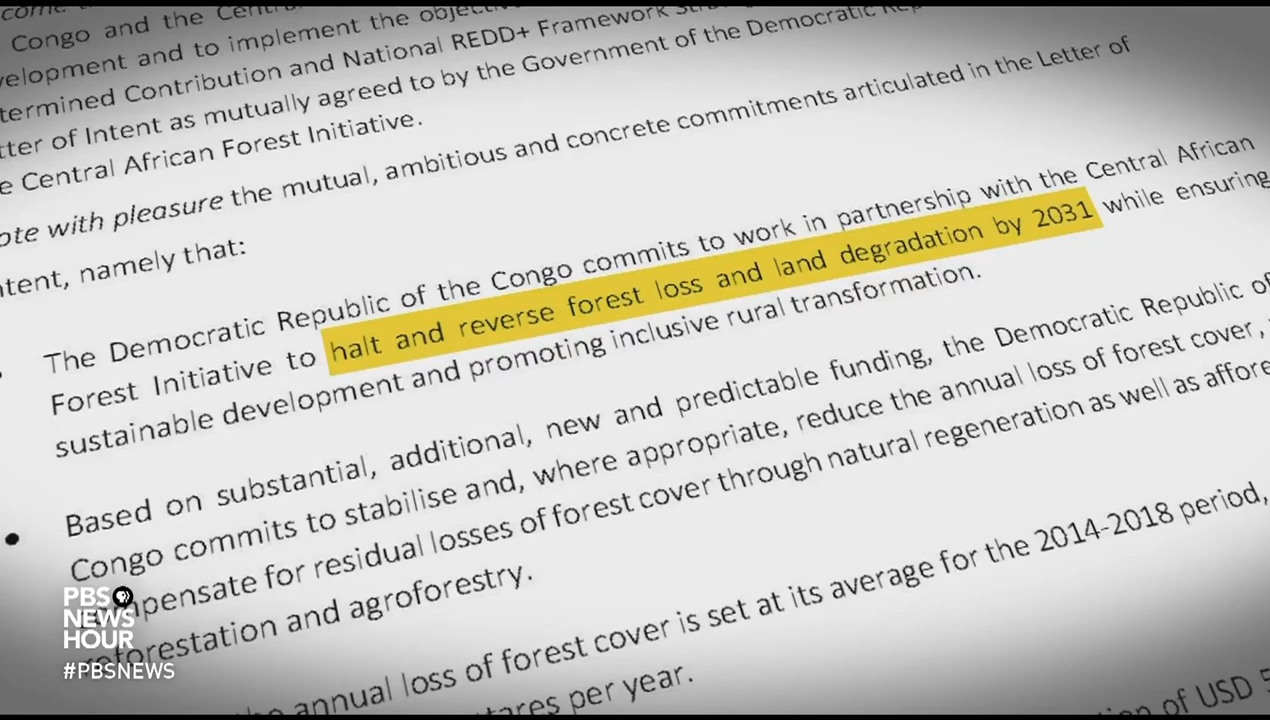 Congo and the Central
velopment and to implement the
termined Contribution and National REDD+ Framework
tter of Intent as mutually agreed to by the Government of the Democratic
e Central African Forest Initiative.
ote with pleasure the mutual, ambitious and concrete commitments articulated in the Letter of
ntent, namely that:
The Democratic Republic of the Congo commits to work in partnership with the Central African
Forest Initiative to halt and reverse forest loss and land degradation by 2031 while ensuring
sustainable development and promoting inclusive rural transformation.
• Based on substantial, additional, new and predictable funding, the Democratic Republic of
Congo commits to stabilise and, where appropriate, reduce the annual loss of forest cover,
mpensate for residual losses of forest cover through natural regeneration as well as affore
reforestation and agroforestry.
annual loss of forest cover is set at its average for the 2014-2018 period,
tares per year.
of USD 5
PBS
NEWS
HOUR
#PBSNEWS